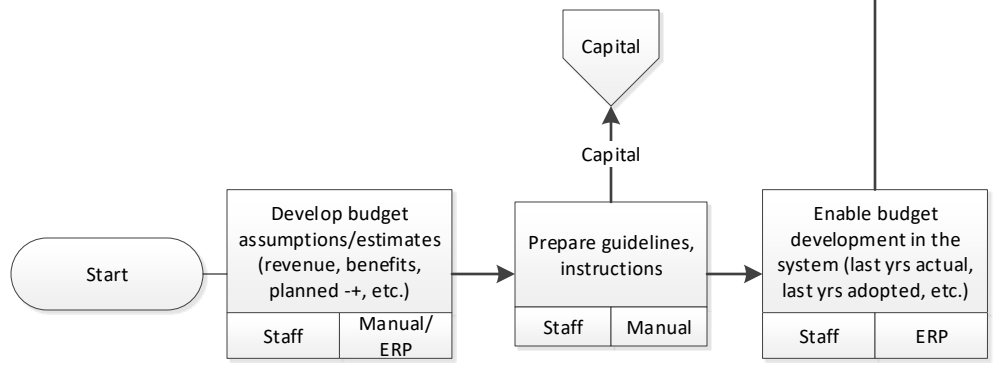 Capital
Capital
Start
Develop budget
assumptions/estimates
(revenue, benefits,
planned -+, etc.)
Staff
Manual/
ERP
Prepare guidelines,
instructions
Staff
Manual
Enable budget
development in the
system (last yrs actual,
last yrs adopted, etc.)
Staff
ERP